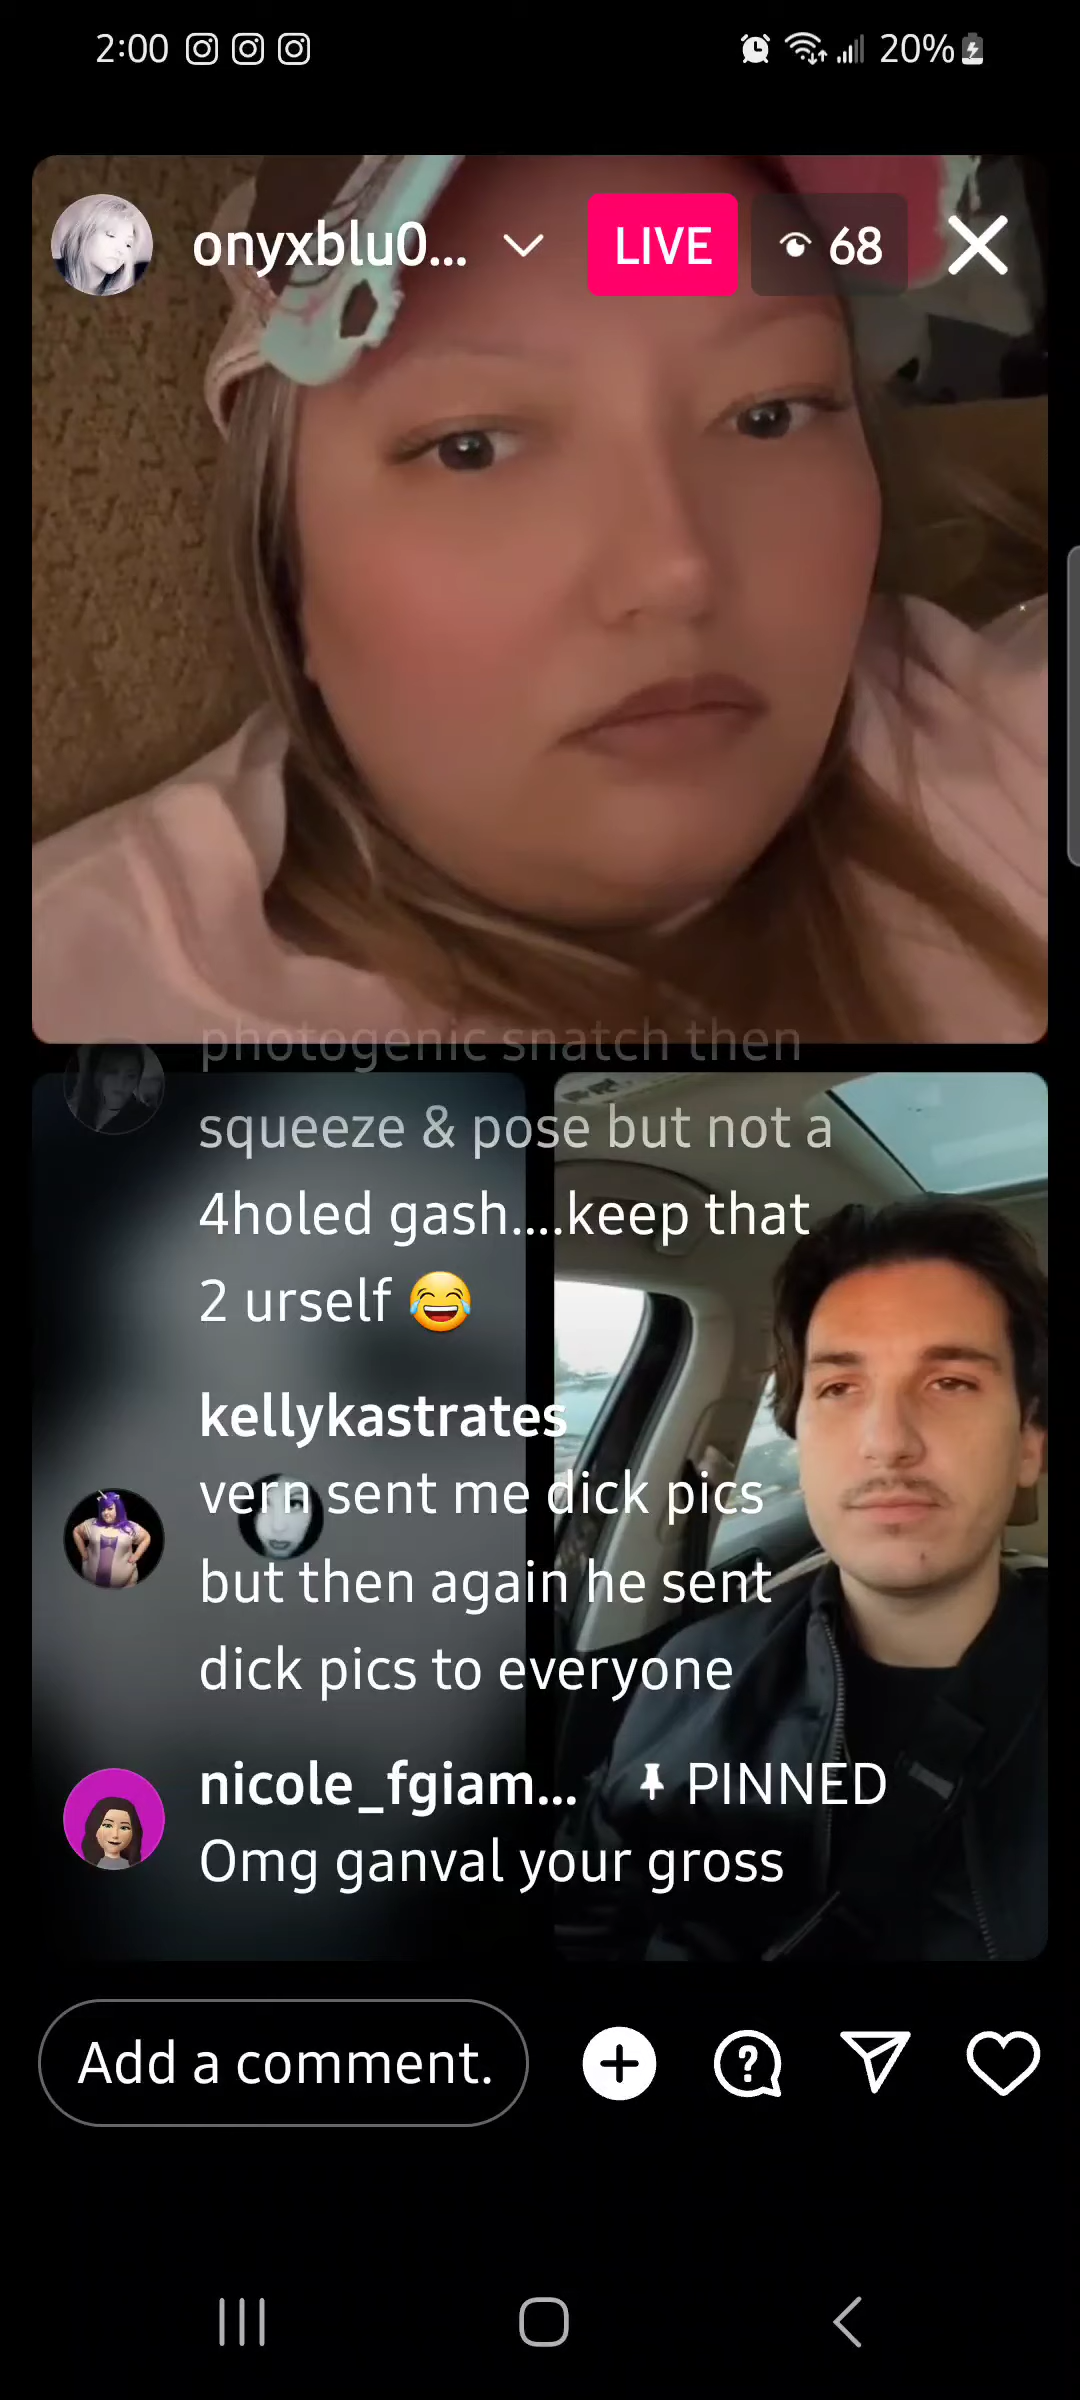 2:00
20%
onyxblu0...
LIVE
68
photogenic snatch then
squeeze & pose but not a
4holed gash....keep that
2 urself 😂
kellykastrates
vern sent me dick pics
but then again he sent
dick pics to everyone
nicole_fgiam... PINNED
Omg ganval your gross
Add a comment.